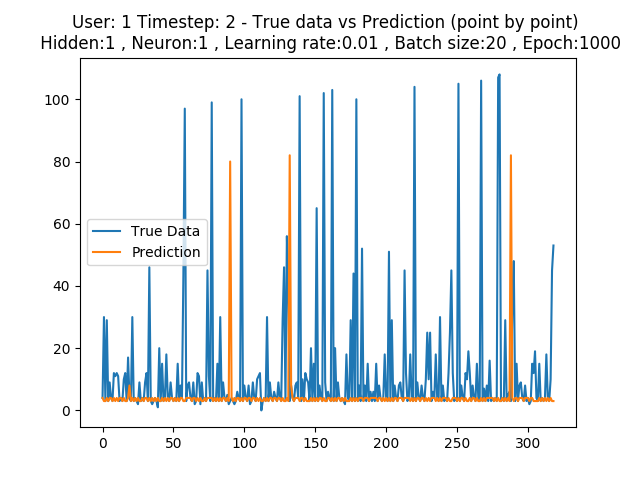 User: 1 Timestep: 2 - True data vs Prediction (point by point)
Hidden:1 , Neuron:1 , Learning rate:0.01 , Batch size:20 , Epoch:1000
100
80
60
40
20
0
True Data
Prediction
0 50 100 150 200 250 300